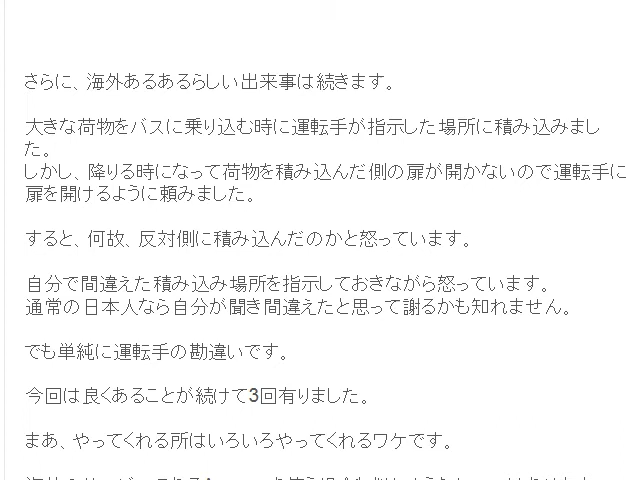 さらに、海外あるあるらしい出来事は続きます。
大きな荷物をバスに乗り込む時に運転手が指示した場所に積み込みまし
た。
しかし、降りる時になって荷物を積み込んだ側の扉が開かないので運転手に
扉を開けるように頼みました。
すると、何故、反対側に積み込んだのかと怒っています。
自分で間違えた積み込み場所を指示しておきながら怒っています。
通常の日本人なら自分が聞き間違えたと思って謝るかも知れません。
でも単純に運転手の勘違いです。
今回は良くあることが続けて3回有りました。
まあ、やってくれる所はいろいろやってくれるワケです。